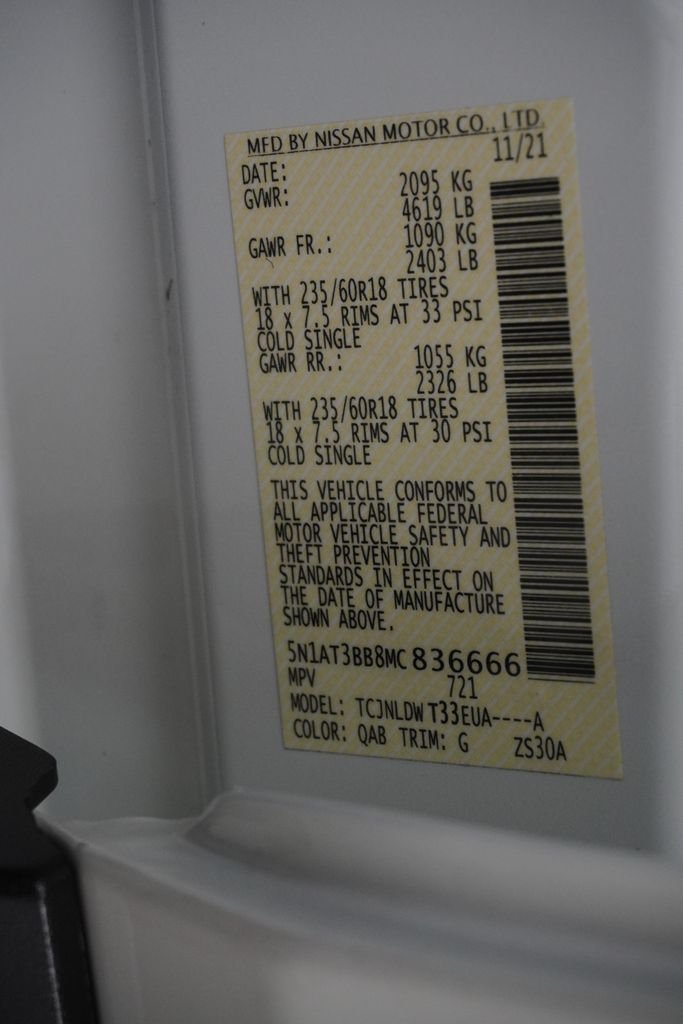 MFD BY NISSAN MOTOR CO., LTD.
DATE: 11/21
GVWR: 2095 KG
4619 LB
GAWR FR.: 1090 KG
2403 LB
WITH 235/60R18 TIRES
18 x 7.5 RIMS AT 33 PSI
COLD SINGLE
GAWR RR.: 1055 KG
2326 LB
WITH 235/60R18 TIRES
18 x 7.5 RIMS AT 30 PSI
COLD SINGLE
THIS VEHICLE CONFORMS TO
ALL APPLICABLE FEDERAL
MOTOR VEHICLE SAFETY AND
THEFT PREVENTION
STANDARDS IN EFFECT ON
THE DATE OF MANUFACTURE
SHOWN ABOVE.
5N1AT3BB8MC 836666
MPV 721
MODEL: TCJNLDW T33EUA----A
COLOR: QAB TRIM: G ZS30A